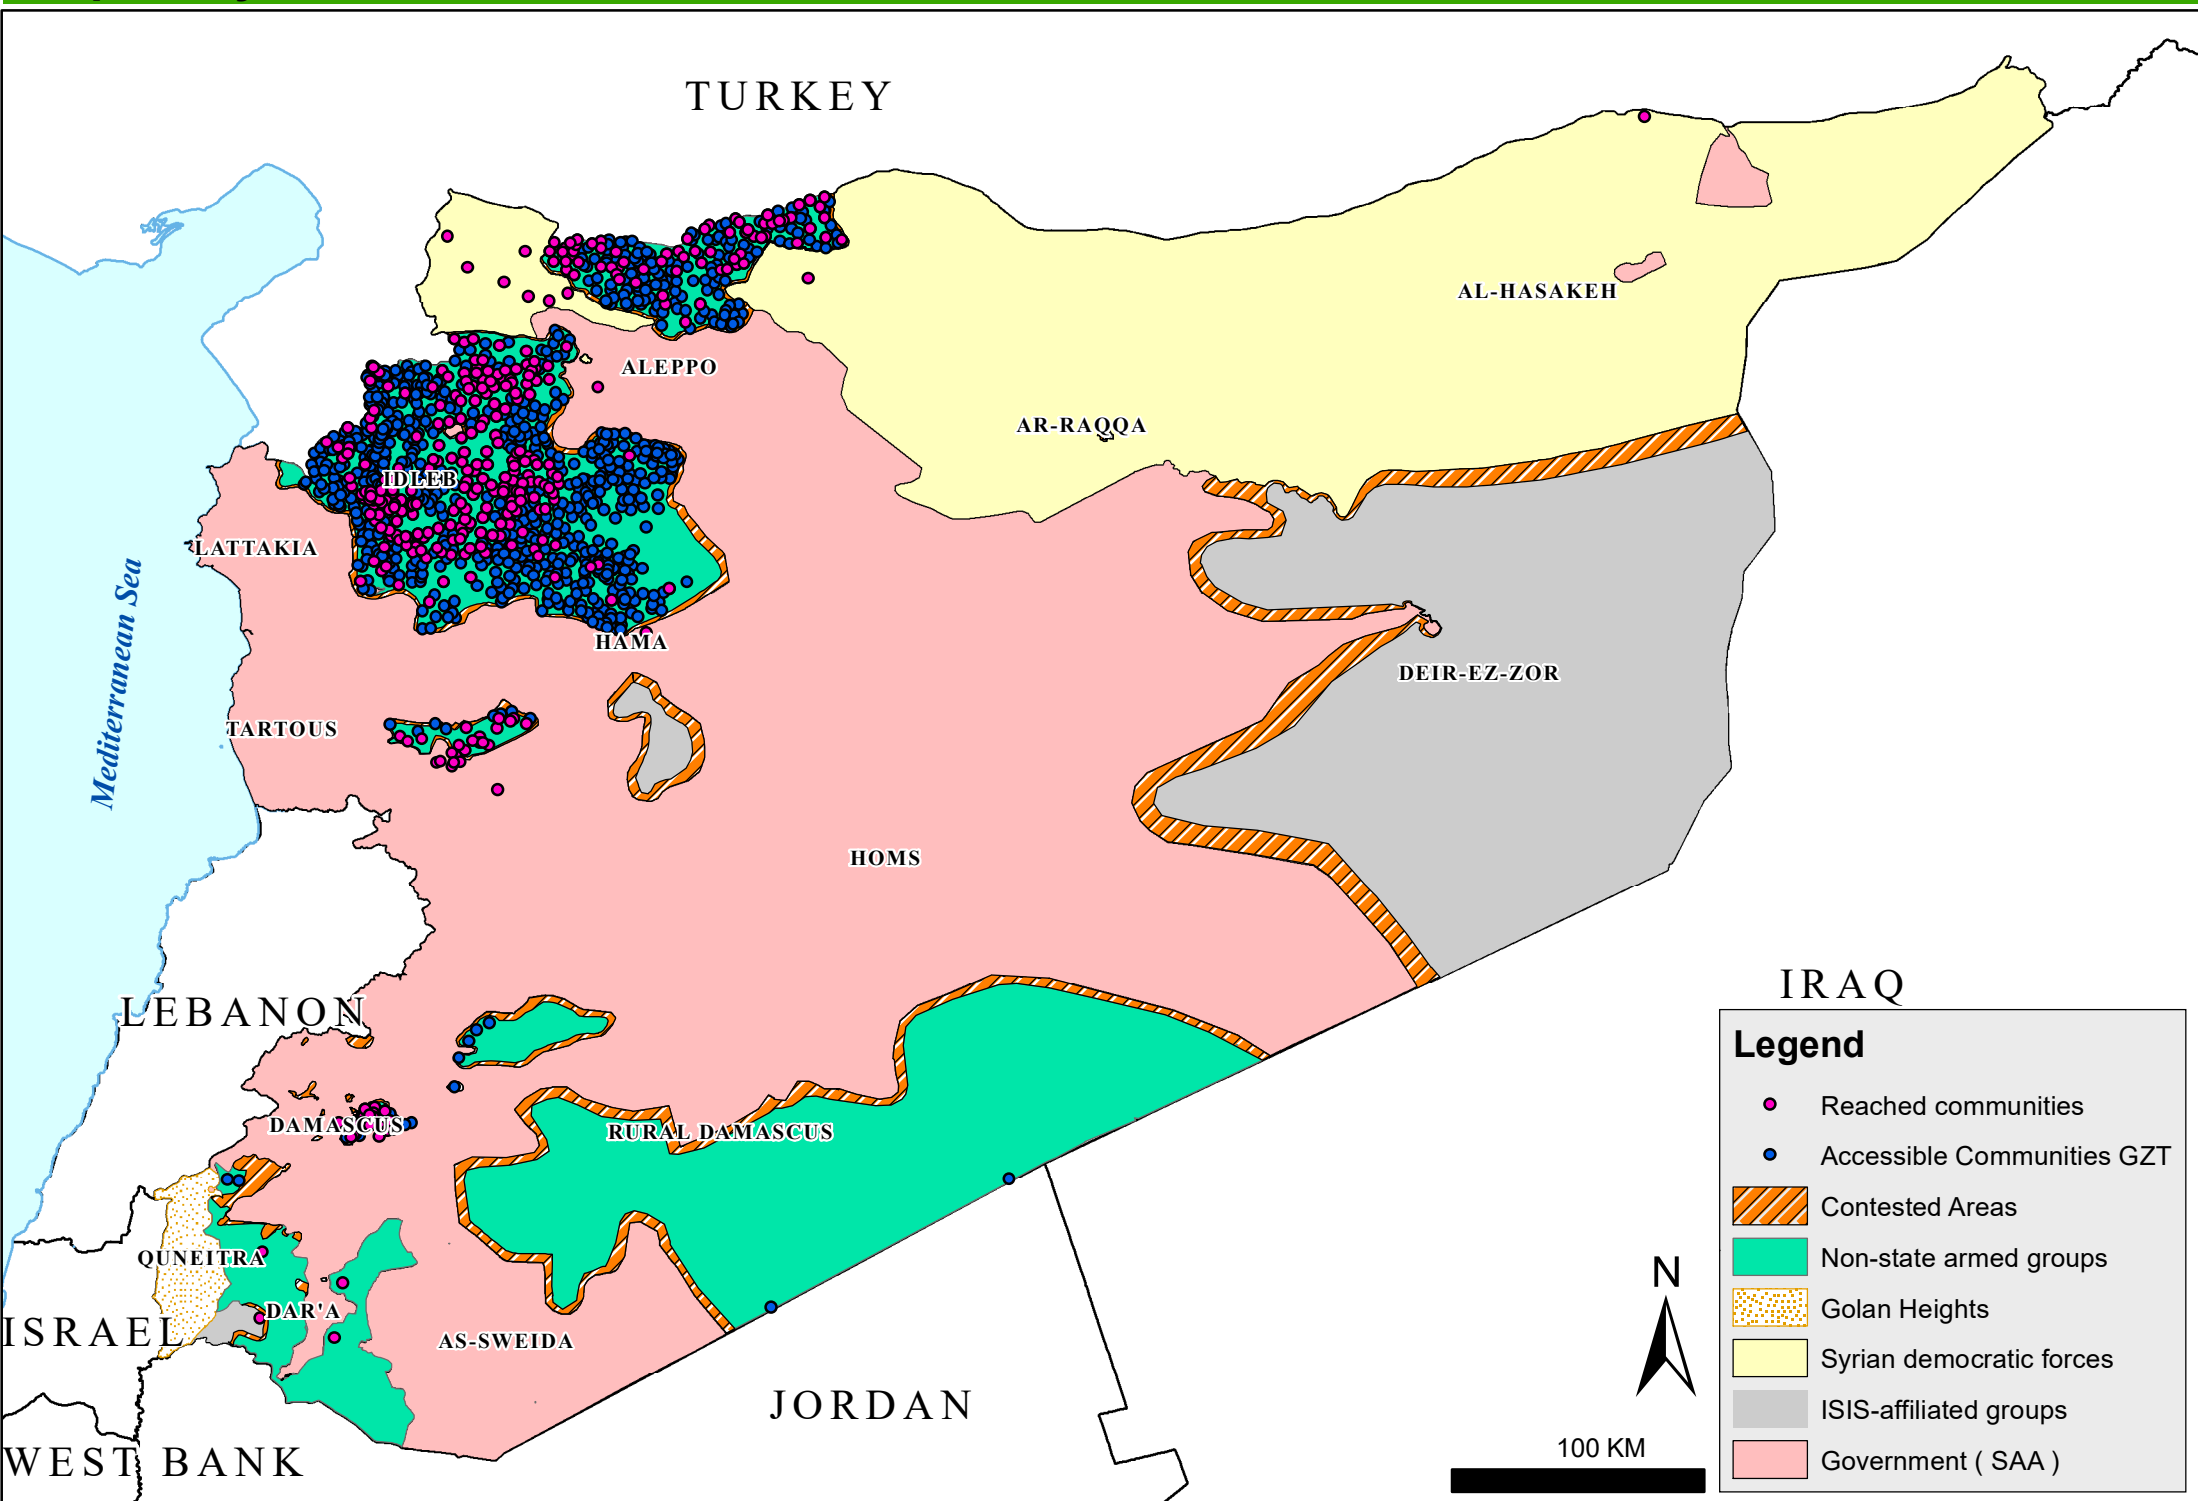 TURKEY
AL-HASAKEH
ALEPPO
AR-RAQQA
IDLEB
LATTAKIA
Mediterranean Sea
HAMA
DEIR-EZ-ZOR
TARTOUS
HOMS
IRAQ
LEBANON
DAMASCUS
RURAL DAMASCUS
QUNEITRA
DAR'A
ISRAEL
AS-SWEIDA
JORDAN
WEST BANK
N
100 KM
Legend
Reached communities
Accessible Communities GZT
Contested Areas
Non-state armed groups
Golan Heights
Syrian democratic forces
ISIS-affiliated groups
Government ( SAA )